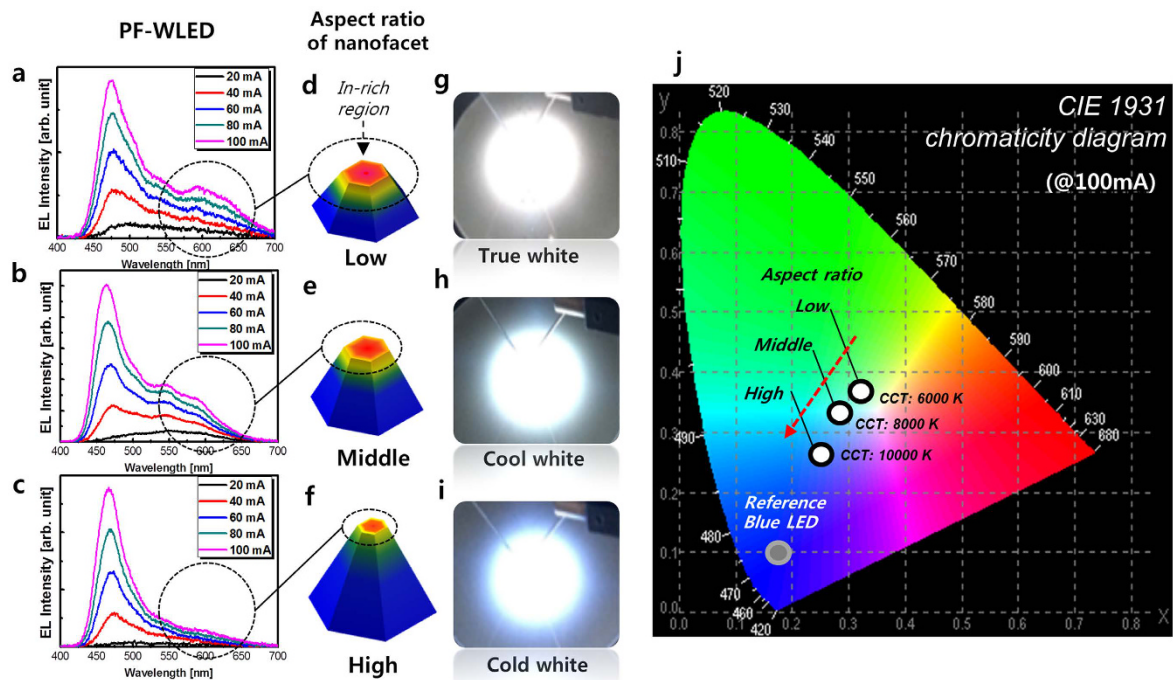 PF-WLED
Aspect ratio
of nanofacet
a
EL Intensity [arb. unit]
20 mA
40 mA
60 mA
80 mA
100 mA
400 450 500 550 600 650 700
Wavelength [nm]
d
In-rich
region
Low
g
True white
b
EL Intensity [arb. unit]
20 mA
40 mA
60 mA
80 mA
100 mA
400 450 500 550 600 650 700
Wavelength [nm]
e
Middle
h
Cool white
c
EL Intensity [arb. unit]
20 mA
40 mA
60 mA
80 mA
100 mA
400 450 500 550 600 650 700
Wavelength [nm]
f
High
i
Cold white
j
y
CIE 1931
chromaticity diagram
(@100mA)
0.8
0.7
0.6
0.5
0.4
0.3
0.2
0.1
0.0
0.0 0.1 0.2 0.3 0.4 0.5 0.6 0.7 0.8
x
420
460
470
480
490
510
520
530
540
550
560
570
580
590
600
610
630
680
Aspect ratio
Low
Middle
High
CCT: 6000 K
CCT: 8000 K
CCT: 10000 K
Reference
Blue LED